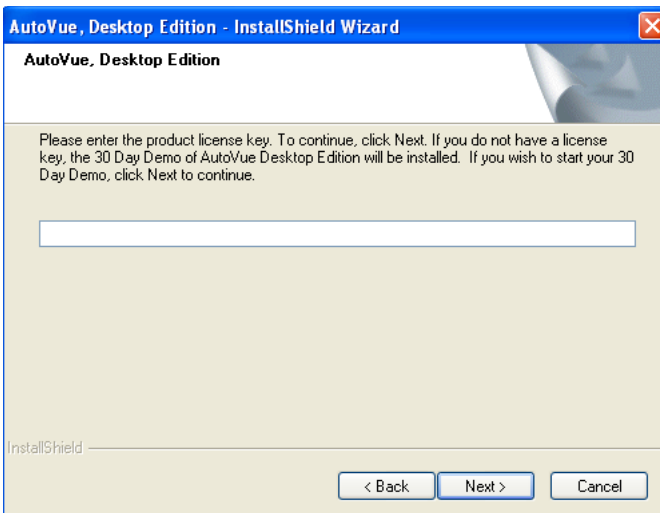 AutoVue, Desktop Edition - InstallShield Wizard
AutoVue, Desktop Edition
Please enter the product license key. To continue, click Next. If you do not have a license
key, the 30 Day Demo of AutoVue Desktop Edition will be installed. If you wish to start your 30
Day Demo, click Next to continue.
InstallShield
< Back
Next >
Cancel